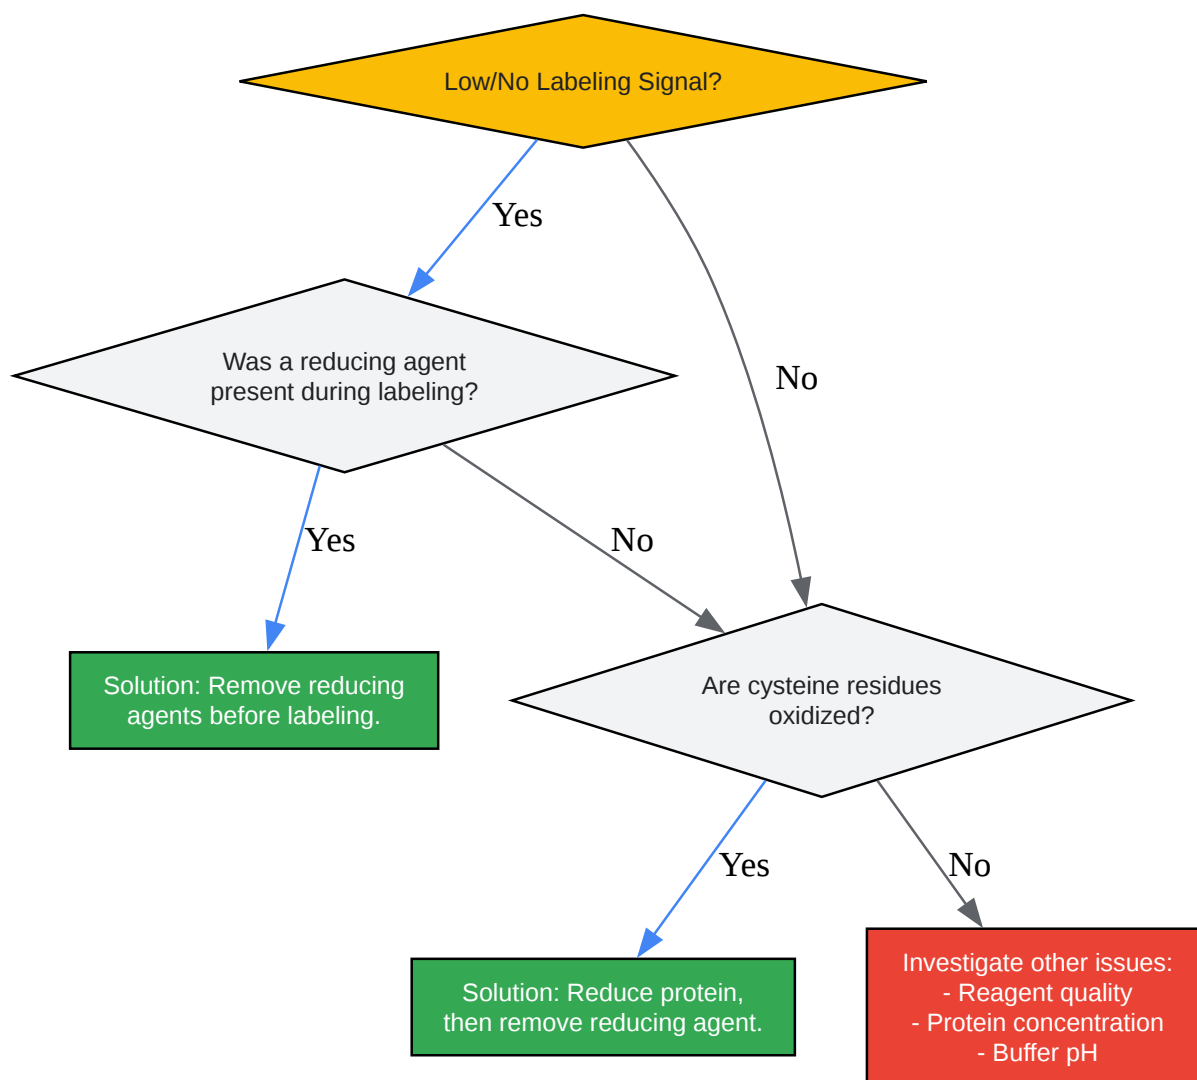 Low/No Labeling Signal?
Yes
Was a reducing agent
present during labeling?
No
Yes
No
Solution: Remove reducing
agents before labeling.
Are cysteine residues
oxidized?
Yes
No
Solution: Reduce protein,
then remove reducing agent.
Investigate other issues:
- Reagent quality
- Protein concentration
- Buffer pH